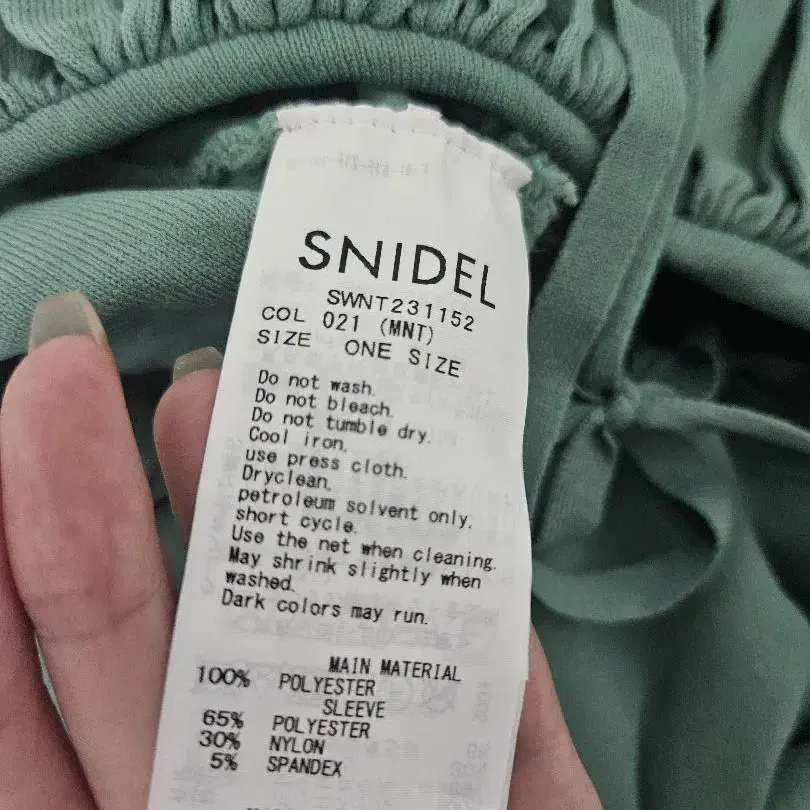 SNIDEL
SWNT231152
COL 021 (MNT)
SIZE ONE SIZE
Do not wash.
Do not bleach.
Do not tumble dry.
Cool iron.
use press cloth.
Dryclean.
petroleum solvent only.
short cycle.
Use the net when cleaning.
May shrink slightly when
washed.
Dark colors may run.
MAIN MATERIAL
100% POLYESTER
SLEEVE
65% POLYESTER
30% NYLON
5% SPANDEX